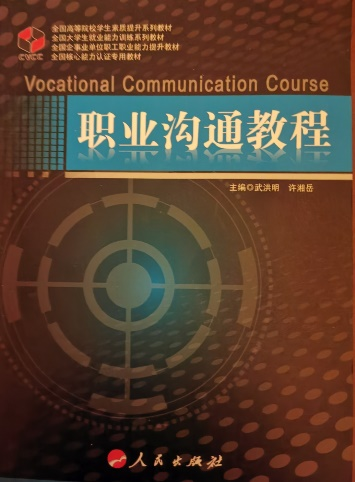 全国高等院校学生素质提升系列教材
全国大学生就业能力训练系列教材
全国企事业单位职工职业能力提升教材
全国核心能力认证专用教材
CVCC
Vocational Communication Course
职业沟通教程
主编◎武洪明 许湘岳
人民出版社